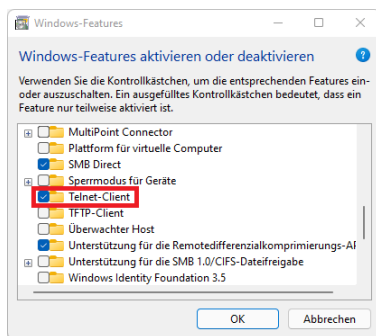 Windows-Features
Windows-Features aktivieren oder deaktivieren
Verwenden Sie die Kontrollkästchen, um die entsprechenden Features ein-
oder auszuschalten. Ein ausgefülltes Kontrollkästchen bedeutet, dass ein
Feature nur teilweise aktiviert ist.
MultiPoint Connector
Plattform für virtuelle Computer
SMB Direct
Sperrmodus für Geräte
Telnet-Client
TFTP-Client
Überwachter Host
Unterstützung für die Remotedifferenzialkomprimierungs-AP
Unterstützung für die SMB 1.0/CIFS-Dateifreigabe
Windows Identity Foundation 3.5
OK
Abbrechen